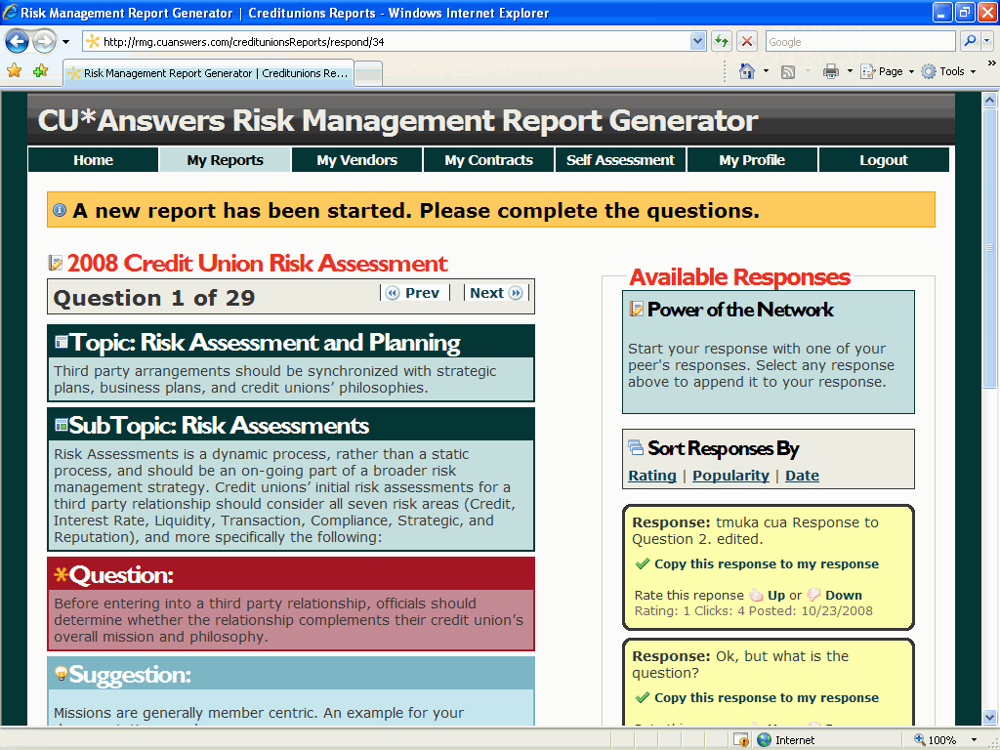 Risk Management Report Generator | Creditunions Reports - Windows Internet Explorer
http://rmg.cuanswers.com/creditunionsReports/respond/34
Google
Risk Management Report Generator | Creditunions Re...
Page
Tools
CU*Answers Risk Management Report Generator
Home
My Reports
My Vendors
My Contracts
Self Assessment
My Profile
Logout
A new report has been started. Please complete the questions.
2008 Credit Union Risk Assessment
Question 1 of 29
| Prev |
| Next |
Topic: Risk Assessment and Planning
Third party arrangements should be synchronized with strategic
plans, business plans, and credit unions’ philosophies.
SubTopic: Risk Assessments
Risk Assessments is a dynamic process, rather than a static
process, and should be an on-going part of a broader risk
management strategy. Credit unions’ initial risk assessments for a
third party relationship should consider all seven risk areas (Credit,
Interest Rate, Liquidity, Transaction, Compliance, Strategic, and
Reputation), and more specifically the following:
Question:
Before entering into a third party relationship, officials should
determine whether the relationship complements their credit union’s
overall mission and philosophy.
Suggestion:
Missions are generally member centric. An example for your
Available Responses
Power of the Network
Start your response with one of your
peer's responses. Select any response
above to append it to your response.
Sort Responses By
Rating | Popularity | Date
Response: tmuka cua Response to
Question 2. edited.
Copy this response to my response
Rate this reponse Up or Down
Rating: 1 Clicks: 4 Posted: 10/23/2008
Response: Ok, but what is the
question?
Copy this response to my response
Internet
100%